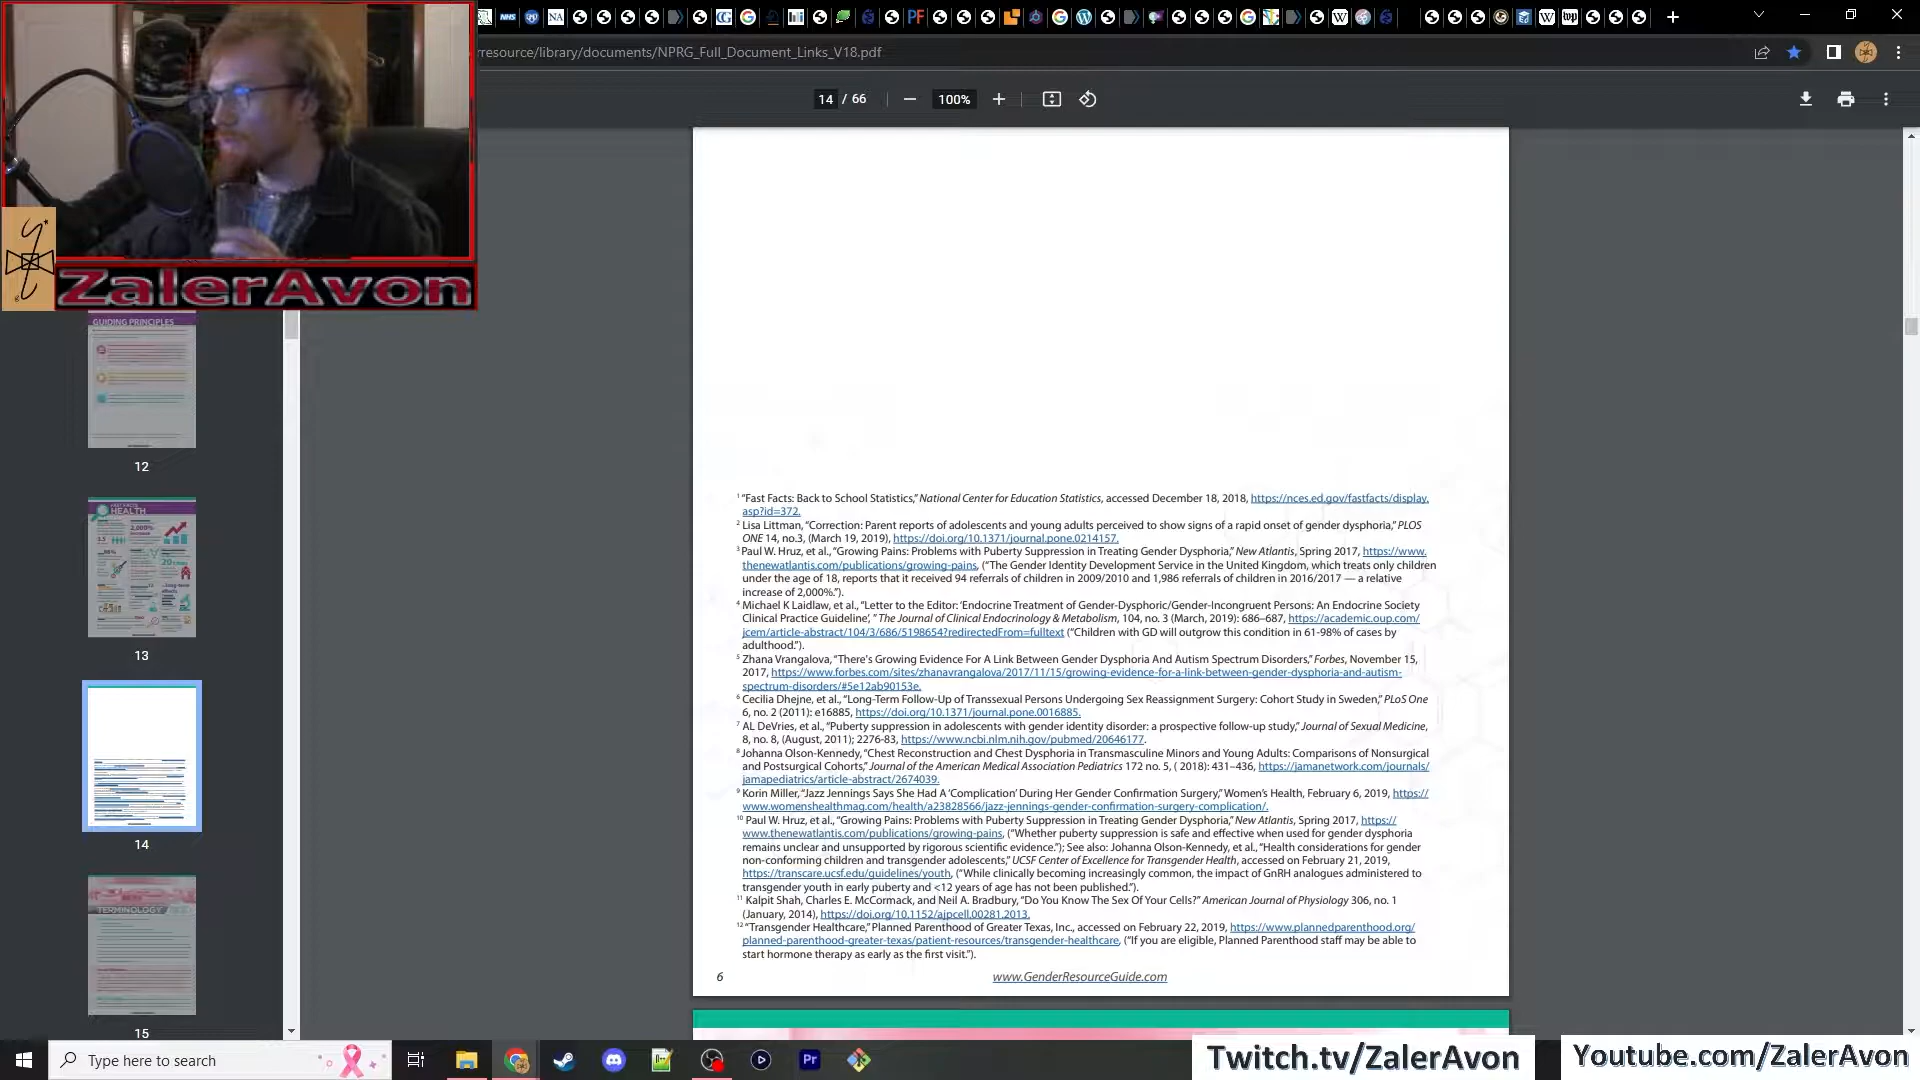 NHS
NA
PF
W
W
wp
rresource/library/documents/NPRG_Full_Document_Links_V18.pdf
14 / 66
100%
ZalerAvon
GUIDING PRINCIPLES
12
HEALTH
2,000%
13
14
TERMINOLOGY
15
1 “Fast Facts: Back to School Statistics,” National Center for Education Statistics, accessed December 18, 2018, https://nces.ed.gov/fastfacts/display.
asp?id=372.
2 Lisa Littman, “Correction: Parent reports of adolescents and young adults perceived to show signs of a rapid onset of gender dysphoria,” PLOS
ONE 14, no.3, (March 19, 2019), https://doi.org/10.1371/journal.pone.0214157.
3 Paul W. Hruz, et al., “Growing Pains: Problems with Puberty Suppression in Treating Gender Dysphoria,” New Atlantis, Spring 2017, https://www.
thenewatlantis.com/publications/growing-pains, (“The Gender Identity Development Service in the United Kingdom, which treats only children
under the age of 18, reports that it received 94 referrals of children in 2009/2010 and 1,986 referrals of children in 2016/2017 — a relative
increase of 2,000%.”).
4 Michael K Laidlaw, et al., “Letter to the Editor: ‘Endocrine Treatment of Gender-Dysphoric/Gender-Incongruent Persons: An Endocrine Society
Clinical Practice Guideline’, ” The Journal of Clinical Endocrinology & Metabolism, 104, no. 3 (March, 2019): 686–687, https://academic.oup.com/
jcem/article-abstract/104/3/686/5198654?redirectedFrom=fulltext (“Children with GD will outgrow this condition in 61-98% of cases by
adulthood.”).
5 Zhana Vrangalova, “There’s Growing Evidence For A Link Between Gender Dysphoria And Autism Spectrum Disorders,” Forbes, November 15,
2017, https://www.forbes.com/sites/zhanavrangalova/2017/11/15/growing-evidence-for-a-link-between-gender-dysphoria-and-autism-
spectrum-disorders/#5e12ab90153e.
6 Cecilia Dhejne, et al., “Long-Term Follow-Up of Transsexual Persons Undergoing Sex Reassignment Surgery: Cohort Study in Sweden,” PLoS One
6, no. 2 (2011): e16885, https://doi.org/10.1371/journal.pone.0016885.
7 AL DeVries, et al., “Puberty suppression in adolescents with gender identity disorder: a prospective follow-up study,” Journal of Sexual Medicine,
8, no. 8, (August, 2011); 2276-83, https://www.ncbi.nlm.nih.gov/pubmed/20646177.
8 Johanna Olson-Kennedy, “Chest Reconstruction and Chest Dysphoria in Transmasculine Minors and Young Adults: Comparisons of Nonsurgical
and Postsurgical Cohorts,” Journal of the American Medical Association Pediatrics 172 no. 5, ( 2018): 431–436, https://jamanetwork.com/journals/
jamapediatrics/article-abstract/2674039.
9 Korin Miller, “Jazz Jennings Says She Had A ‘Complication’ During Her Gender Confirmation Surgery,” Women’s Health, February 6, 2019, https://
www.womenshealthmag.com/health/a23828566/jazz-jennings-gender-confirmation-surgery-complication/.
10 Paul W. Hruz, et al., “Growing Pains: Problems with Puberty Suppression in Treating Gender Dysphoria,” New Atlantis, Spring 2017, https://
www.thenewatlantis.com/publications/growing-pains, (“Whether puberty suppression is safe and effective when used for gender dysphoria
remains unclear and unsupported by rigorous scientific evidence.”); See also: Johanna Olson-Kennedy, et al., “Health considerations for gender
non-conforming children and transgender adolescents,” UCSF Center of Excellence for Transgender Health, accessed on February 21, 2019,
https://transcare.ucsf.edu/guidelines/youth, (“While clinically becoming increasingly common, the impact of GnRH analogues administered to
transgender youth in early puberty and <12 years of age has not been published.”).
11 Kalpit Shah, Charles E. McCormack, and Neil A. Bradbury, “Do You Know The Sex Of Your Cells?” American Journal of Physiology 306, no. 1
(January, 2014), https://doi.org/10.1152/ajpcell.00281.2013.
12 “Transgender Healthcare,” Planned Parenthood of Greater Texas, Inc., accessed on February 22, 2019, https://www.plannedparenthood.org/
planned-parenthood-greater-texas/patient-resources/transgender-healthcare, (“If you are eligible, Planned Parenthood staff may be able to
start hormone therapy as early as the first visit.”).
6
www.GenderResourceGuide.com
Type here to search
Pr
Twitch.tv/ZalerAvon
Youtube.com/ZalerAvon